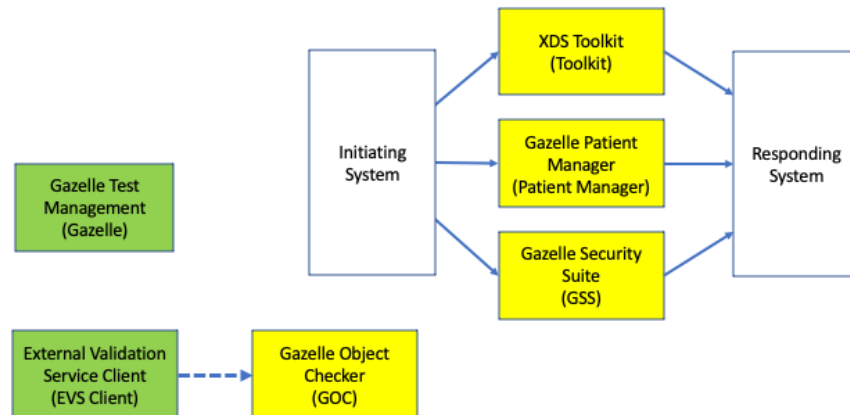 XDS Toolkit
(Toolkit)
Initiating
System
Gazelle Patient
Manager
(Patient Manager)
Responding
System
Gazelle Test
Management
(Gazelle)
Gazelle Security
Suite
(GSS)
External Validation
Service Client
(EVS Client)
Gazelle Object
Checker
(GOC)